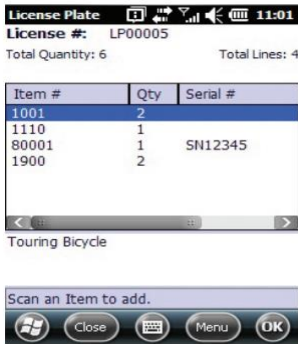 License Plate 11:01
License #: LP00005
Total Quantity: 6 Total Lines: 4
Item # Qty Serial #
1001 2
1110 1
80001 1 SN12345
1900 2
Touring Bicycle
Scan an Item to add.
Close Menu OK